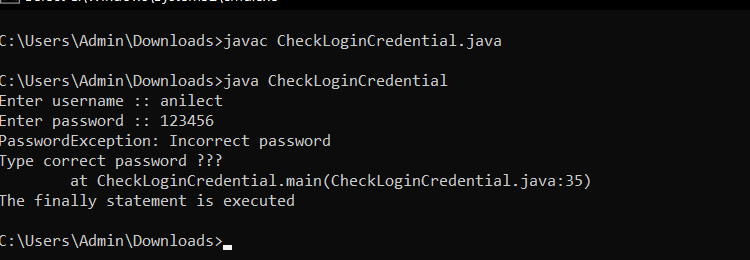 C:\Users\Admin\Downloads>javac CheckLoginCredential.java
C:\Users\Admin\Downloads>java CheckLoginCredential
Enter username :: anilect
Enter password :: 123456
PasswordException: Incorrect password
Type correct password ???
        at CheckLoginCredential.main(CheckLoginCredential.java:35)
The finally statement is executed
C:\Users\Admin\Downloads>